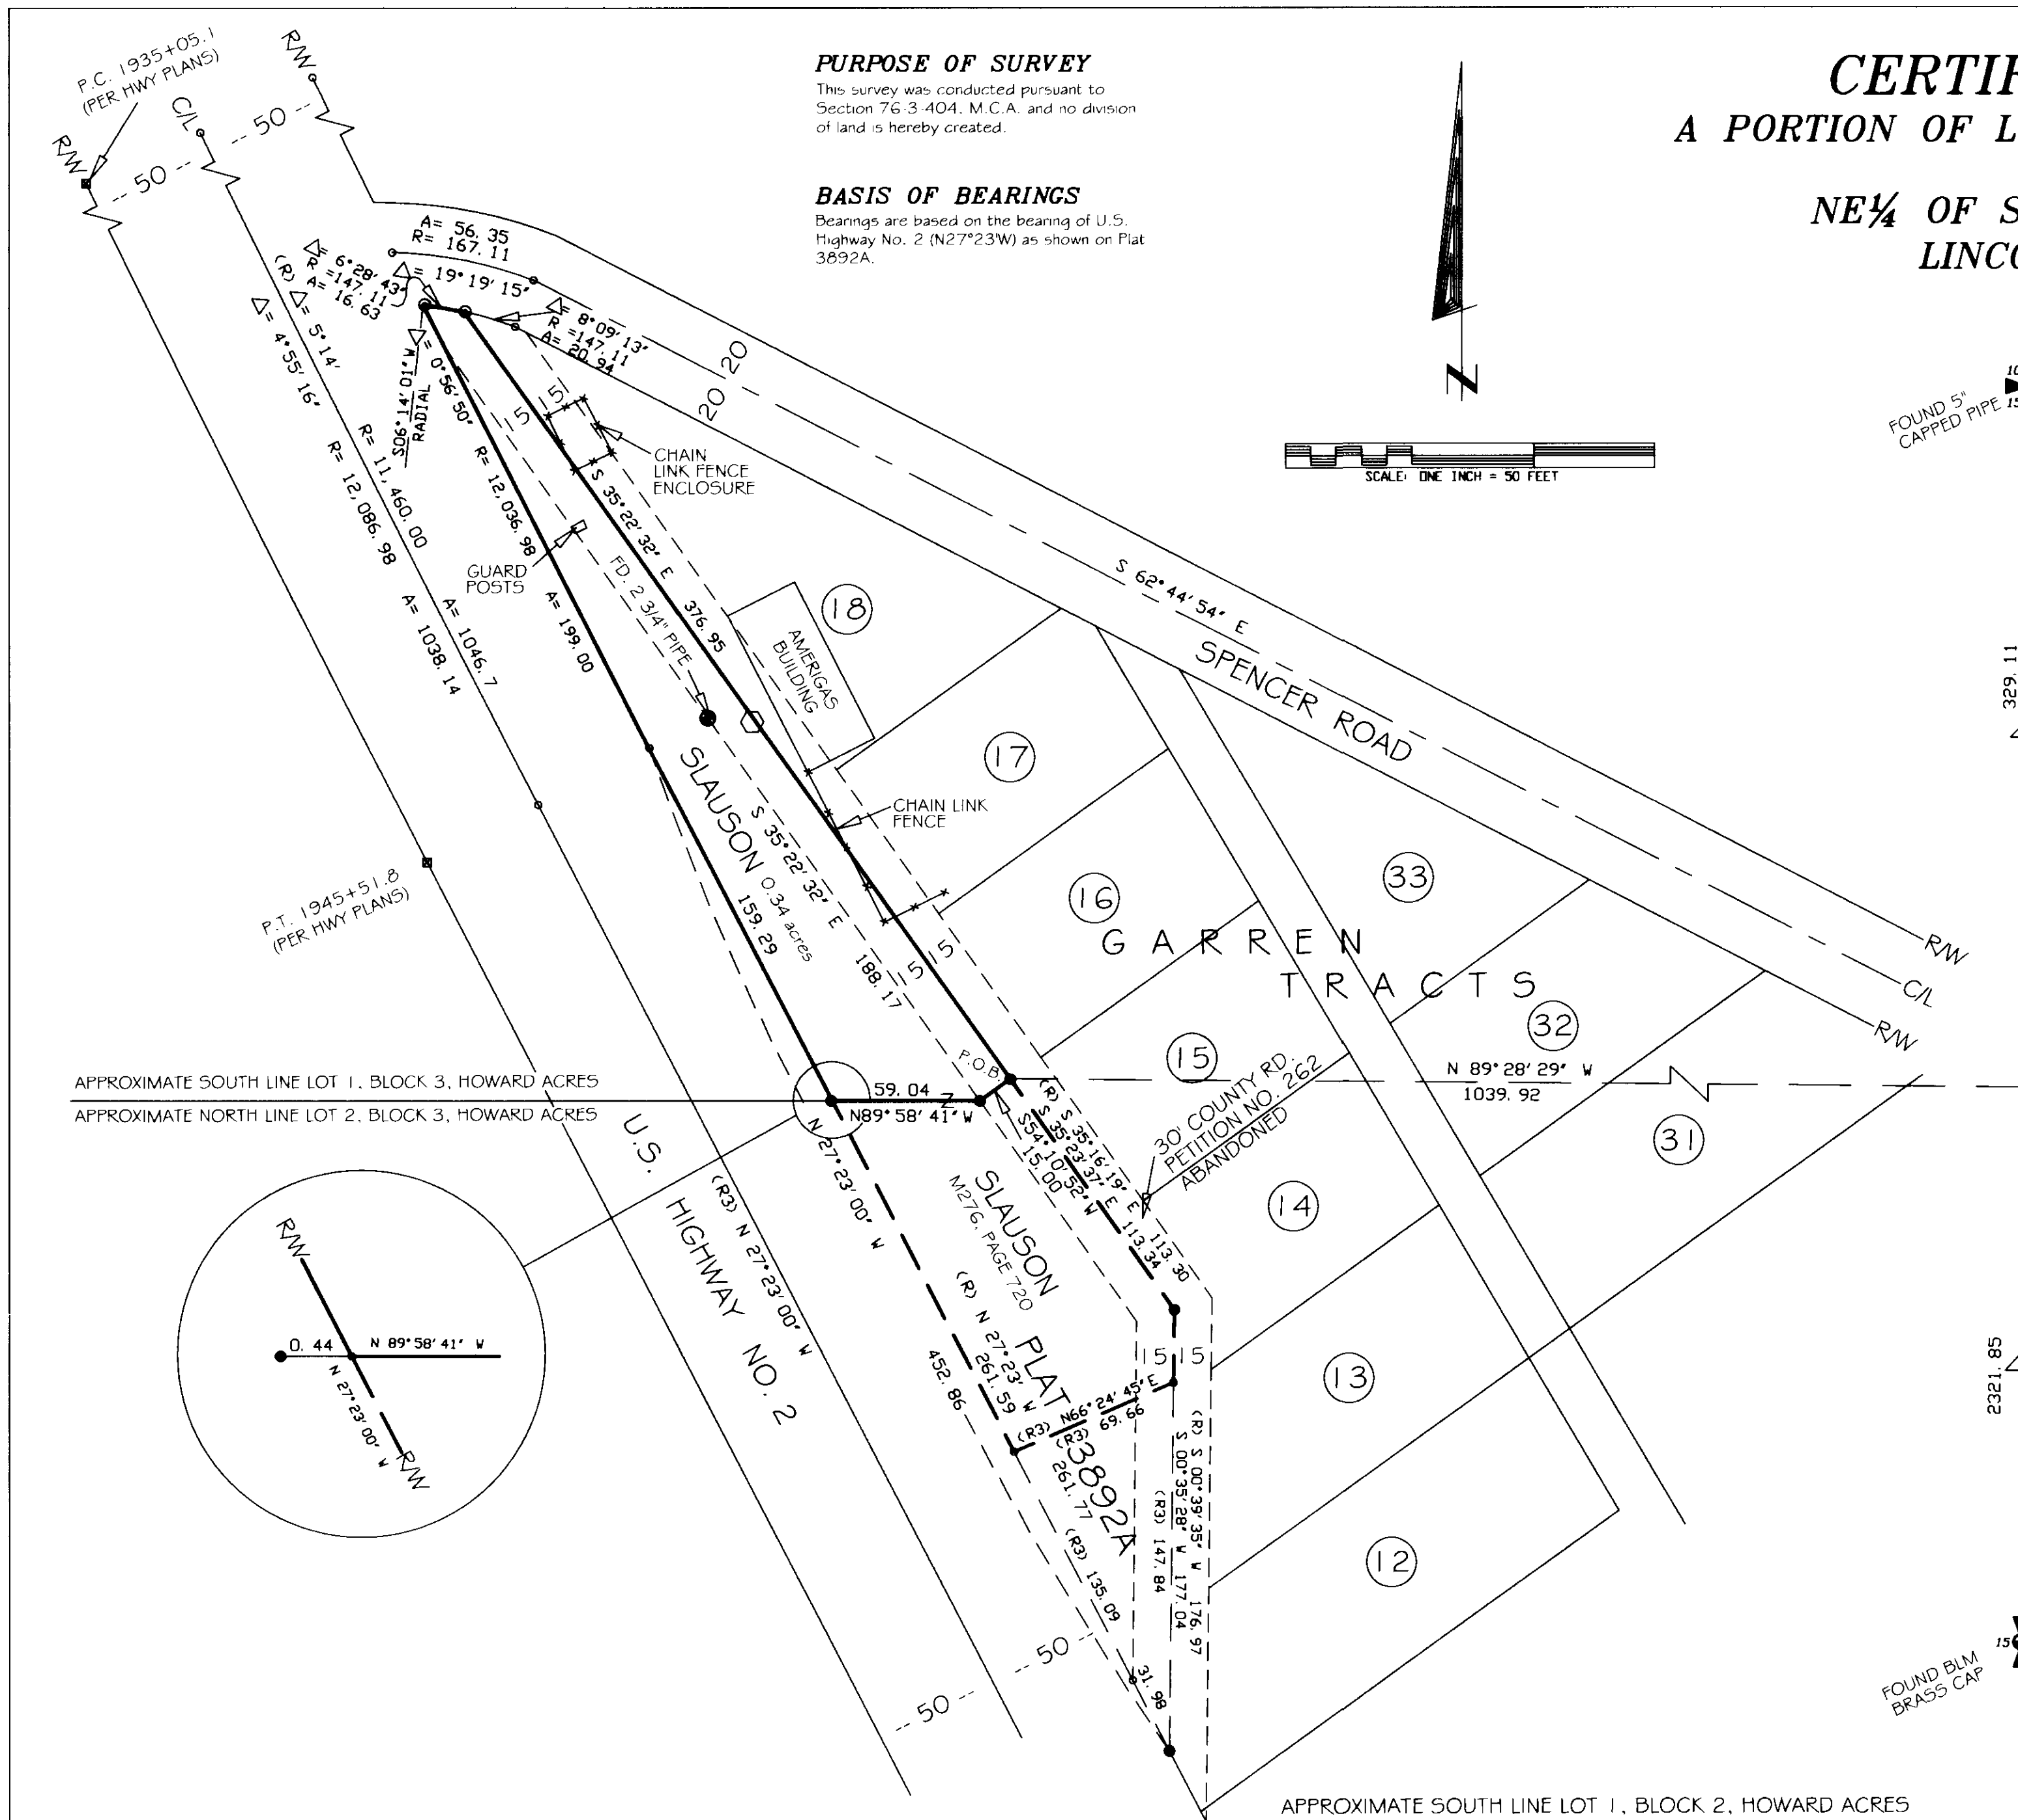 P.C. 1935+05.1
(PER HWY PLANS)
R/W
C/L
R/W
-- 50 --
-- 50 --
PURPOSE OF SURVEY
This survey was conducted pursuant to
Section 76-3-404, M.C.A. and no division
of land is hereby created.
BASIS OF BEARINGS
Bearings are based on the bearing of U.S.
Highway No. 2 (N27°23'W) as shown on Plat
3892A.
CERTIF
A PORTION OF L
NE¼ OF S
LINCO
N
SCALE: ONE INCH = 50 FEET
FOUND 5"
CAPPED PIPE
10
15
A= 56.35
R= 167.11
Δ= 19°19'15"
Δ= 6°28'43"
R =147.11
A= 16.63
Δ= 8°09'13"
R =147.11
A= 20.94
(R) Δ= 5°14'
R= 11,460.00
A= 1046.7
Δ= 4°55'16"
R= 12,086.98
A= 1038.14
S06°14'01"W
RADIAL
Δ= 0°56'50"
R= 12,036.98
A= 199.00
15
15
20
20
CHAIN
LINK FENCE
ENCLOSURE
S 35°22'32" E 376.95
GUARD
POSTS
FD. 2 3/4" PIPE
18
AMERIGAS
BUILDING
S 62°44'54" E
SPENCER ROAD
329.11
17
CHAIN LINK
FENCE
SLAUSON
0.34 acres
S 35°22'32" E 188.17
159.29
P.T. 1945+51.8
(PER HWY PLANS)
16
33
15
15
GARREN
TRACTS
R/W
C/L
R/W
32
15
P.O.B.
N 89°28'29" W
1039.92
APPROXIMATE SOUTH LINE LOT 1, BLOCK 3, HOWARD ACRES
APPROXIMATE NORTH LINE LOT 2, BLOCK 3, HOWARD ACRES
59.04
N89°58'41"W
30' COUNTY RD.
PETITION NO. 262
ABANDONED
31
(R) S 35°16'19" E 113.30
S 35°23'37" E 113.34
S54°10'52"W
15.00
N 27°23'00" W
452.86
U.S. HIGHWAY NO. 2
(R3) N 27°23'00" W
SLAUSON
M276, PAGE 720
14
PLAT 3892A
(R) N 27°23' W
261.59
(R3) 261.77
R/W
0.44
N 89°58'41" W
N 27°23'00" W
R/W
15
15
13
(R3) N66°24'45"E
69.66
2321.85
(R) S 00°39'35" W 176.97
S 00°35'28" W 177.04
(R3) 147.84
12
(R3) 135.09
-- 50 --
-- 50 --
31.98
FOUND BLM
BRASS CAP
15
APPROXIMATE SOUTH LINE LOT 1, BLOCK 2, HOWARD ACRES